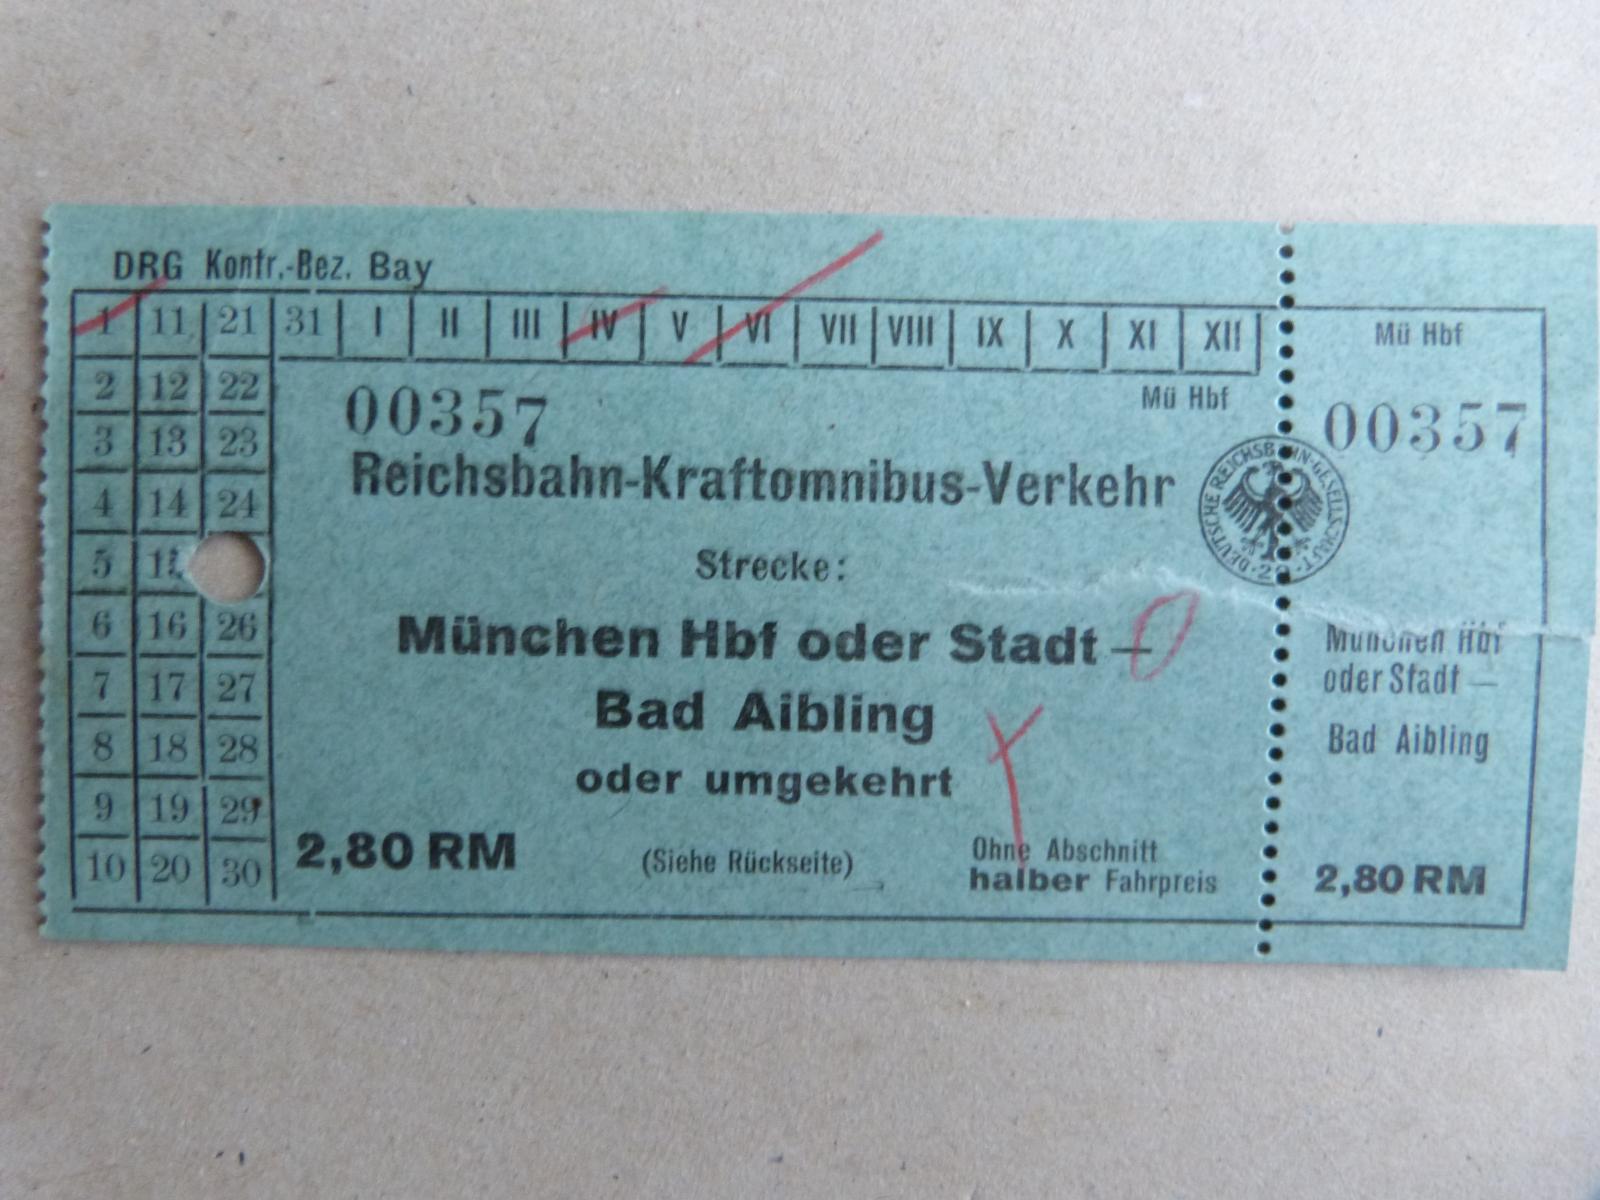 DRG Kontr.-Bez. Bay
1 11 21 31 I II III IV V VI VII VIII IX X XI XII
2 12 22
3 13 23
4 14 24
5
6 16 26
7 17 27
8 18 28
9 19 29
10 20 30
Mü Hbf
00357
Reichsbahn-Kraftomnibus-Verkehr
DEUTSCHE REICHSBAHN-GESELLSCHAFT
Strecke:
München Hbf oder Stadt —
Bad Aibling
oder umgekehrt
2,80 RM
(Siehe Rückseite)
Ohne Abschnitt
halber Fahrpreis
Mü Hbf
00357
München Hbf
oder Stadt —
Bad Aibling
2,80 RM